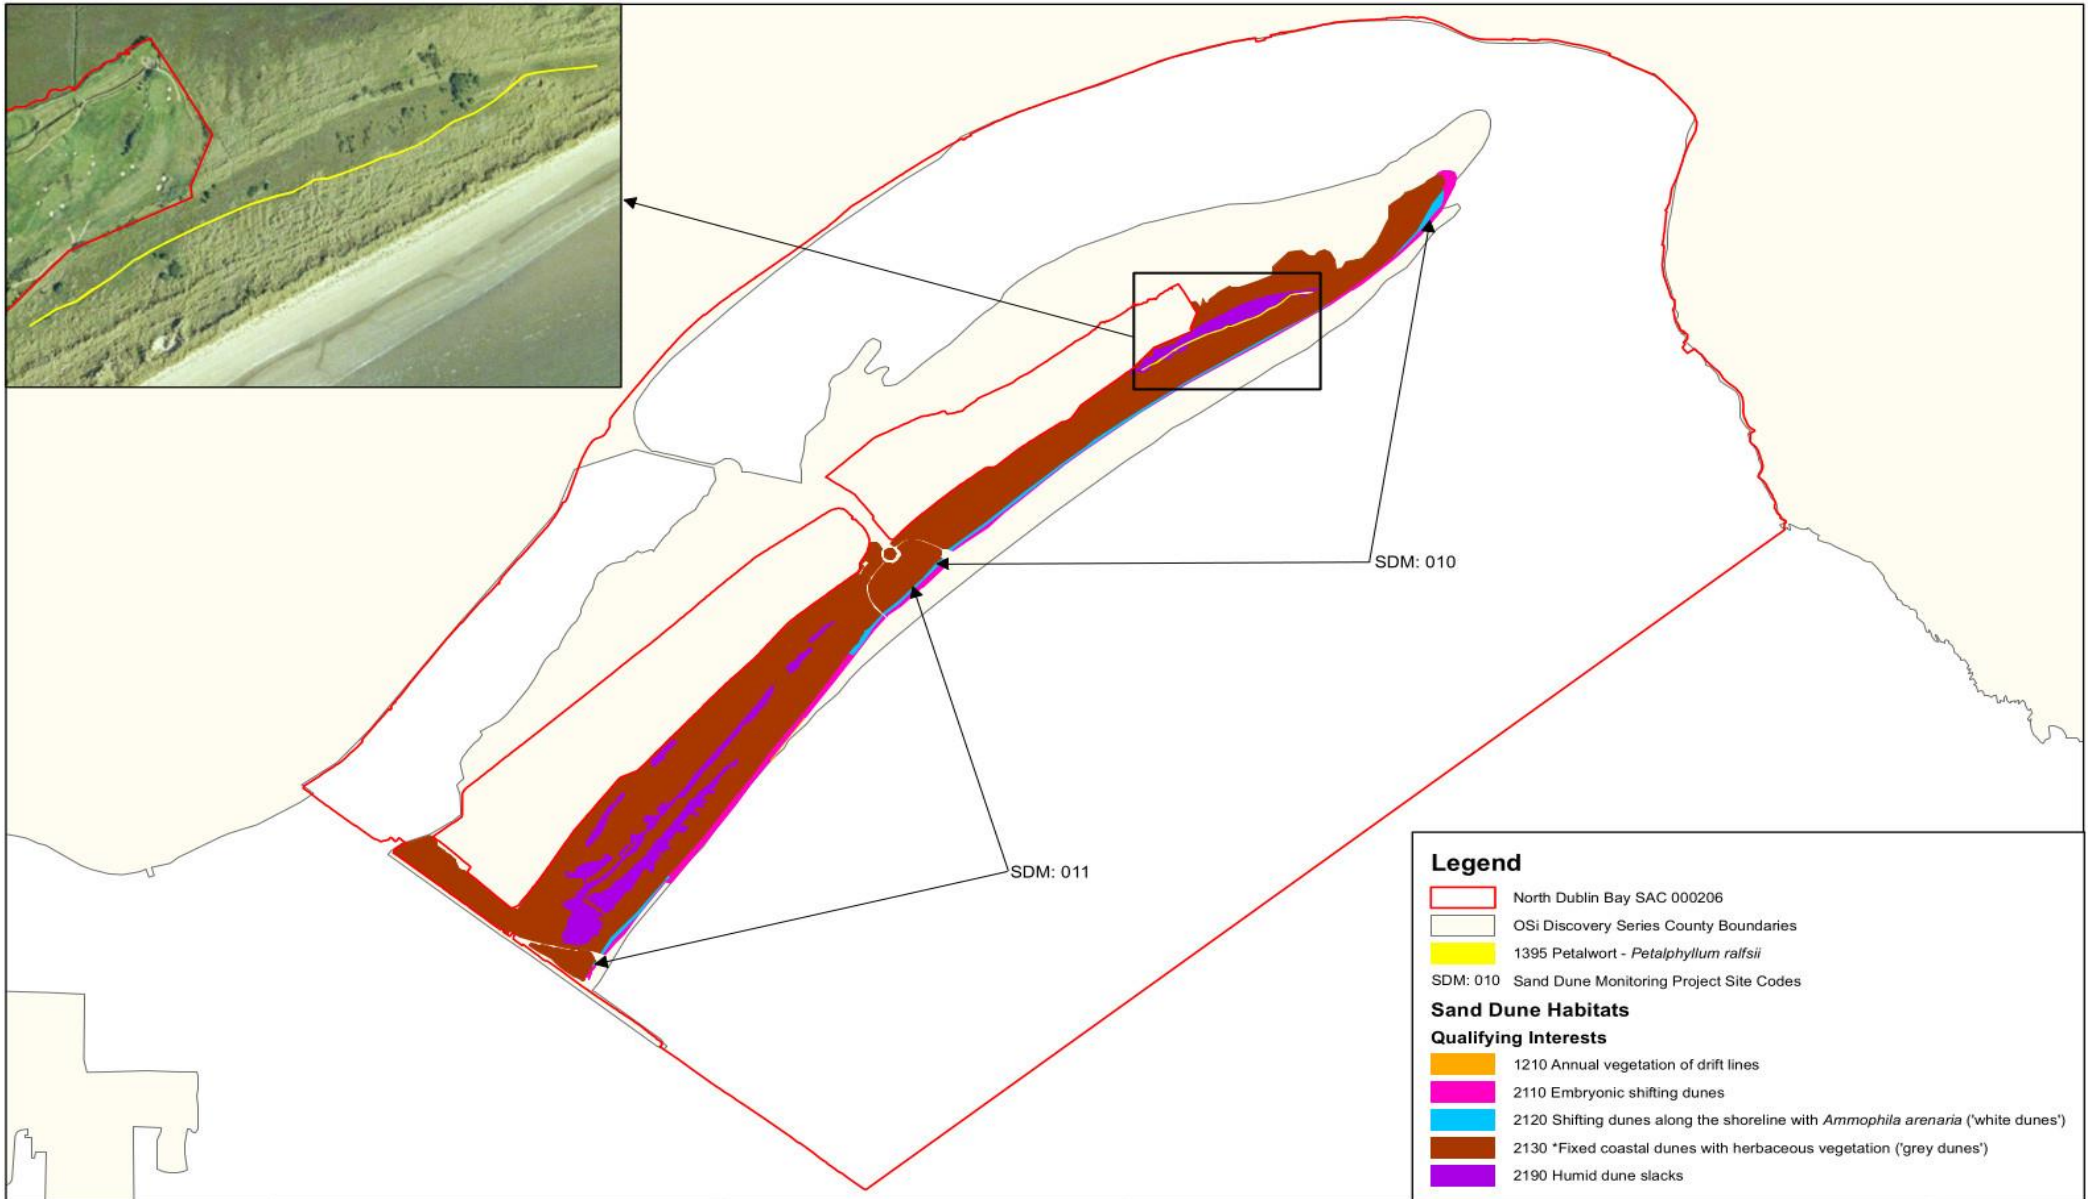 SDM: 010
SDM: 011
Legend
North Dublin Bay SAC 000206
OSi Discovery Series County Boundaries
1395 Petalwort - Petalphyllum ralfsii
SDM: 010 Sand Dune Monitoring Project Site Codes
Sand Dune Habitats
Qualifying Interests
1210 Annual vegetation of drift lines
2110 Embryonic shifting dunes
2120 Shifting dunes along the shoreline with Ammophila arenaria ('white dunes')
2130 *Fixed coastal dunes with herbaceous vegetation ('grey dunes')
2190 Humid dune slacks